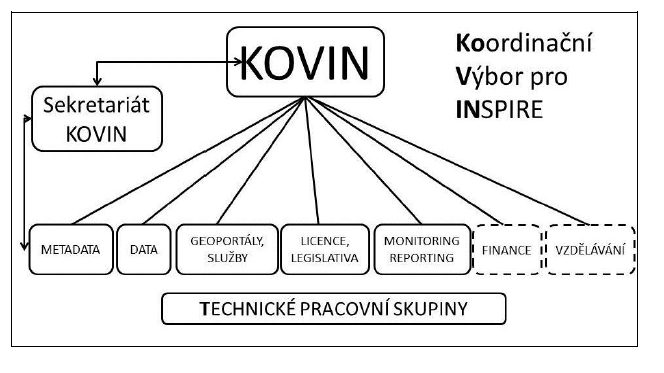 KOVIN
Koordinační
Výbor pro
INSPIRE
Sekretariát
KOVIN
METADATA
DATA
GEOPORTÁLY,
SLUŽBY
LICENCE,
LEGISLATIVA
MONITORING
REPORTING
FINANCE
VZDĚLÁVÁNÍ
TECHNICKÉ PRACOVNÍ SKUPINY